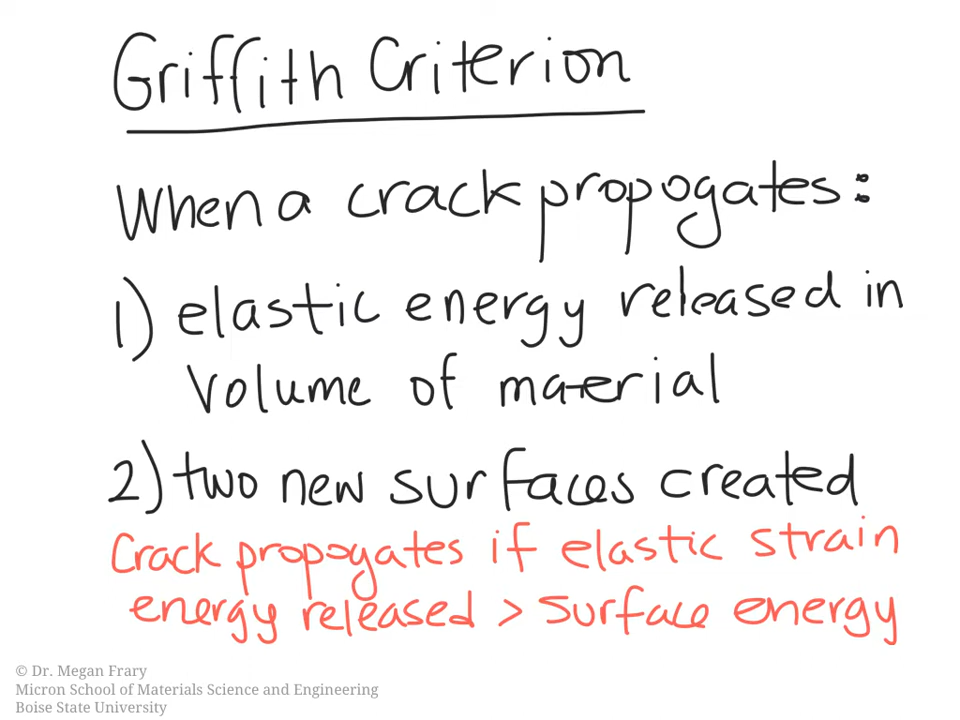 Griffith Criterion
When a crack propogates:
1) elastic energy released in
volume of material
2) two new surfaces created
Crack propogates if elastic strain
energy released > surface energy
© Dr. Megan Frary
Micron School of Materials Science and Engineering
Boise State University